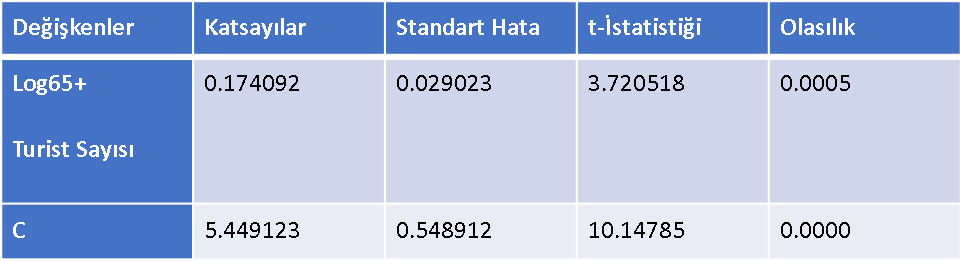 Değişkenler Katsayılar Standart Hata t-İstatistiği Olasılık
Log65+ 0.174092 0.029023 3.720518 0.0005
Turist Sayısı
C 5.449123 0.548912 10.14785 0.0000